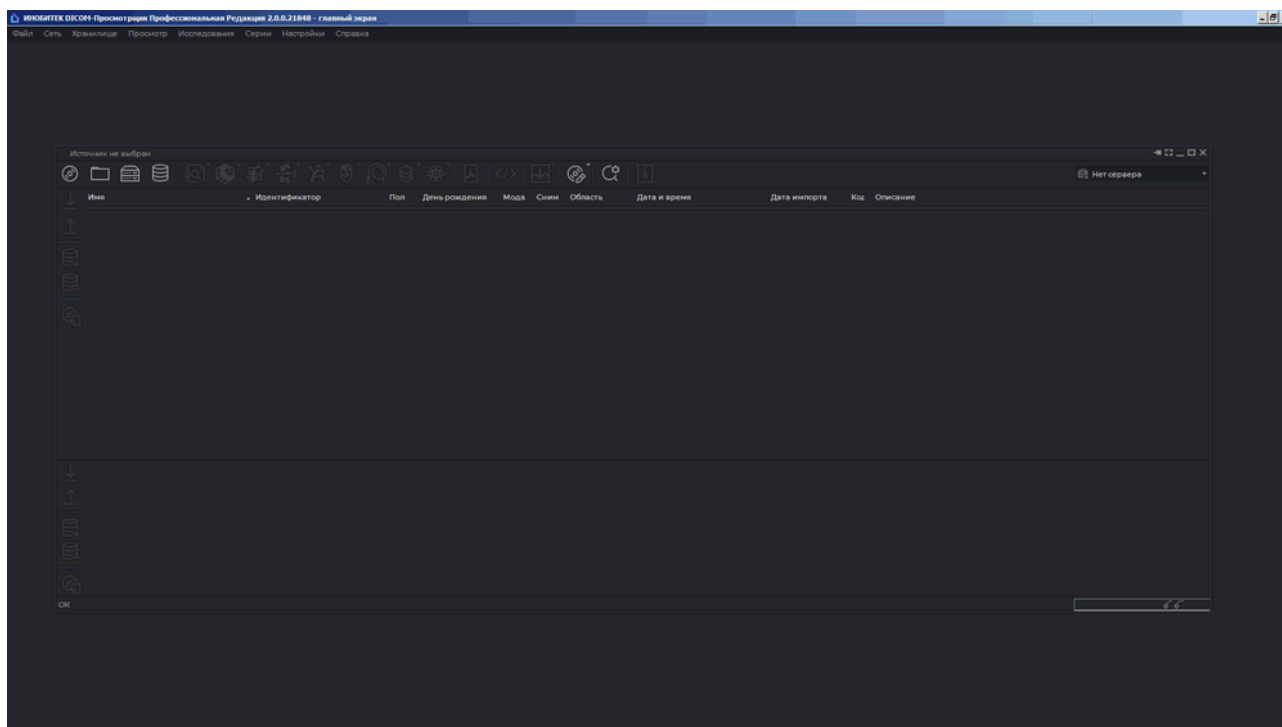 ИНОБИТЕК DICOM-Просмотрщик Профессиональная Редакция 2.0.0.21848 - главный экран
Файл Сеть Хранилище Просмотр Исследования Серии Настройки Справка
Источник не выбран
Нет сервера
Имя Идентификатор Пол День рождения Мода Сним Область Дата и время Дата импорта Кος Описание
OK